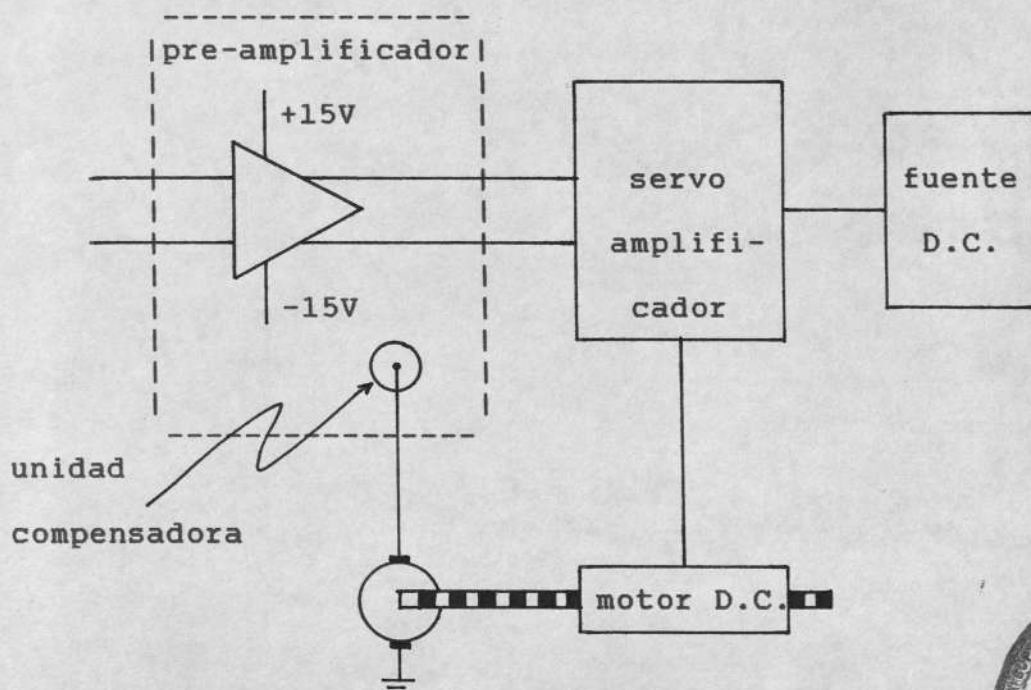 pre-amplificador
+15V
-15V
servo
amplifi-
cador
fuente
D.C.
unidad
compensadora
motor D.C.